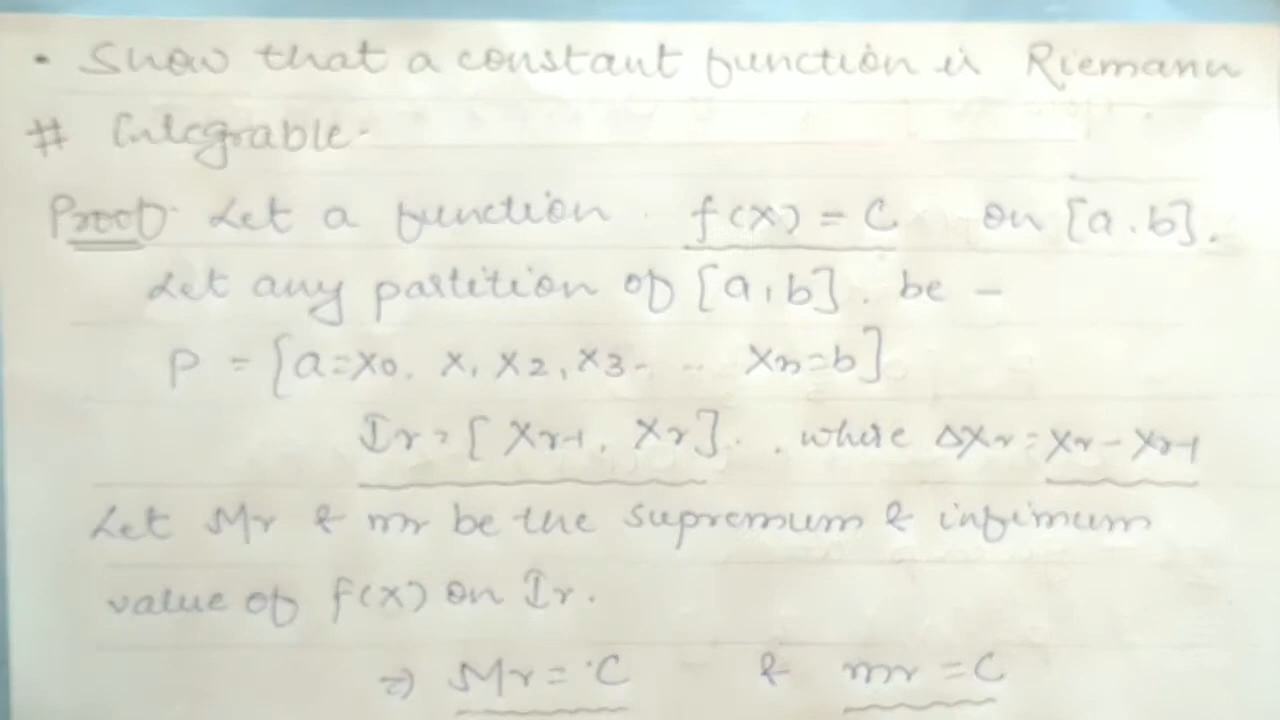 • Show that a constant function is Riemann
# Integrable.
Proof. Let a function f(x) = C on [a.b].
Let any partition of [a,b]. be -
P = [a=x0. x, x2, x3- .. xn=b]
Ir = [xr-1, xr]. . where Δxr = xr - xr-1
Let Mr & mr be the supremum & infimum
value of f(x) on Ir.
⇒ Mr = C & mr = C